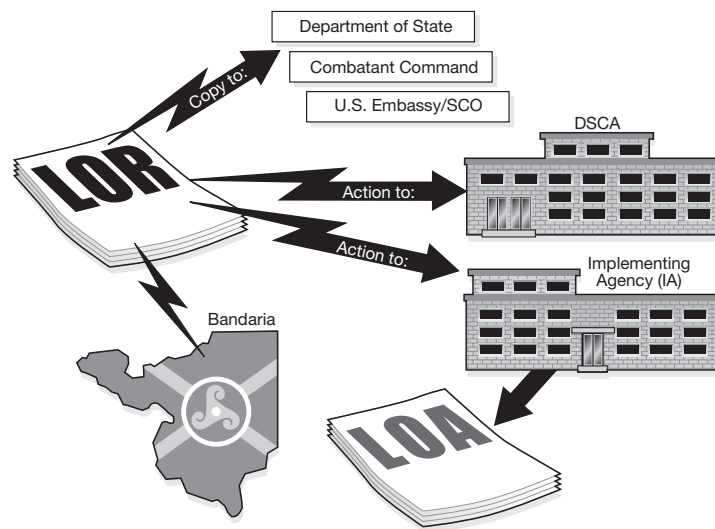 Department of State
Combatant Command
U.S. Embassy/SCO
Copy to:
LOR
DSCA
Action to:
Action to:
Implementing
Agency (IA)
Bandaria
LOA